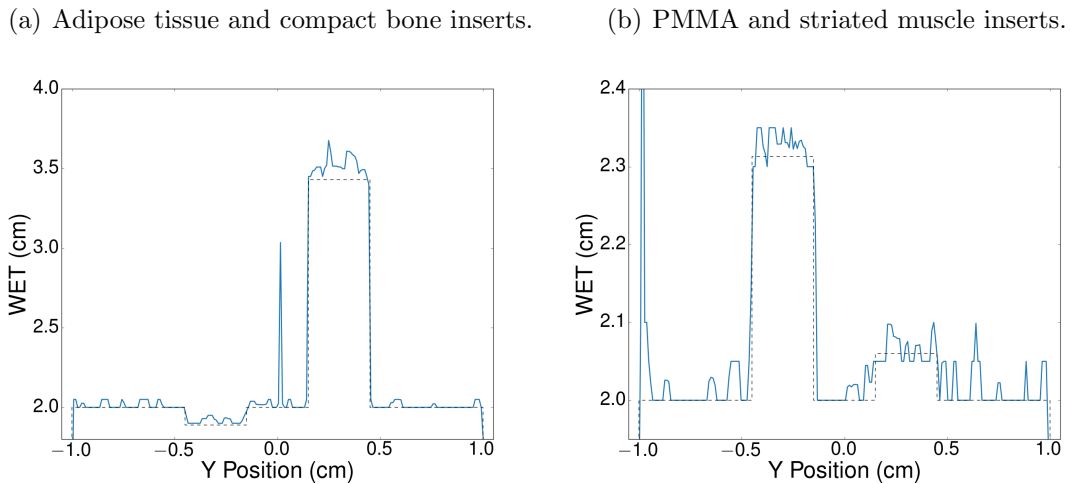 (a) Adipose tissue and compact bone inserts.
(b) PMMA and striated muscle inserts.
4.0
3.5
3.0
2.5
2.0
WET (cm)
−1.0 −0.5 0.0 0.5 1.0
Y Position (cm)
2.4
2.3
2.2
2.1
2.0
WET (cm)
−1.0 −0.5 0.0 0.5 1.0
Y Position (cm)